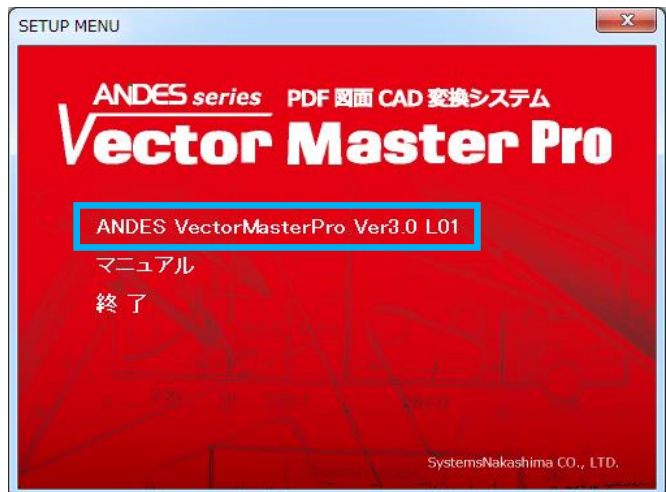 SETUP MENU
ANDES series PDF 図面 CAD 変換システム
Vector Master Pro
ANDES VectorMasterPro Ver3.0 L01
マニュアル
終 了
SystemsNakashima CO., LTD.